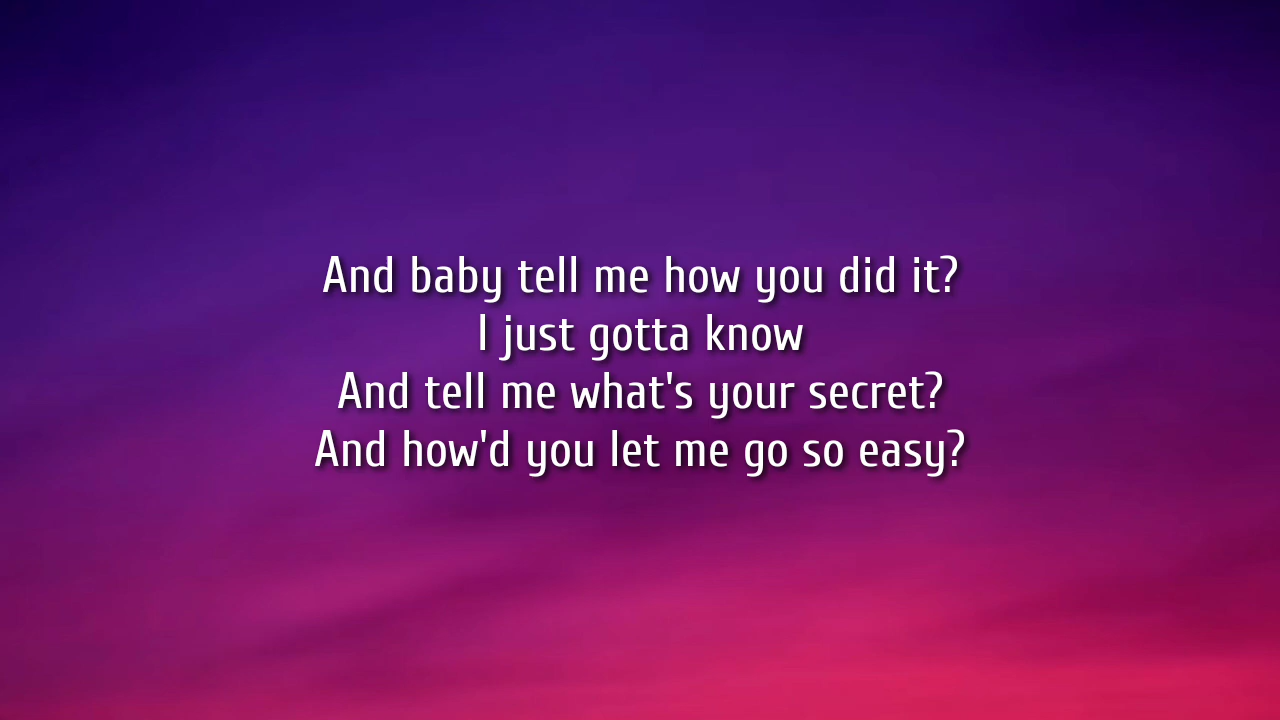 And baby tell me how you did it?
I just gotta know
And tell me what's your secret?
And how'd you let me go so easy?